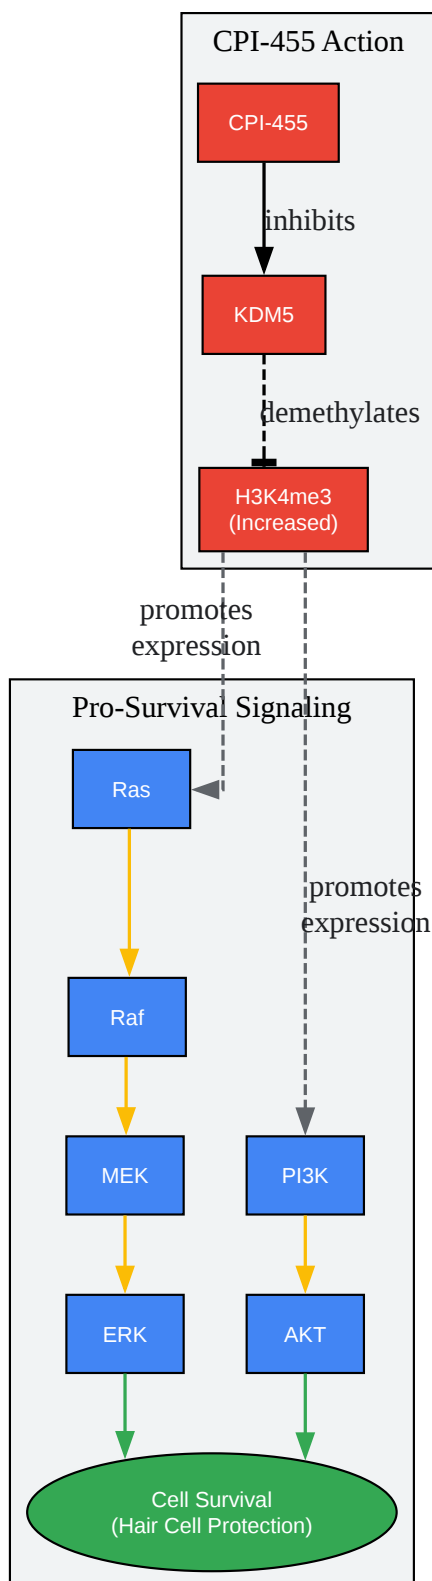 CPI-455 Action
CPI-455
inhibits
KDM5
demethylates
H3K4me3
(Increased)
promotes
expression
Pro-Survival Signaling
Ras
promotes
expression
Raf
MEK
PI3K
ERK
AKT
Cell Survival
(Hair Cell Protection)